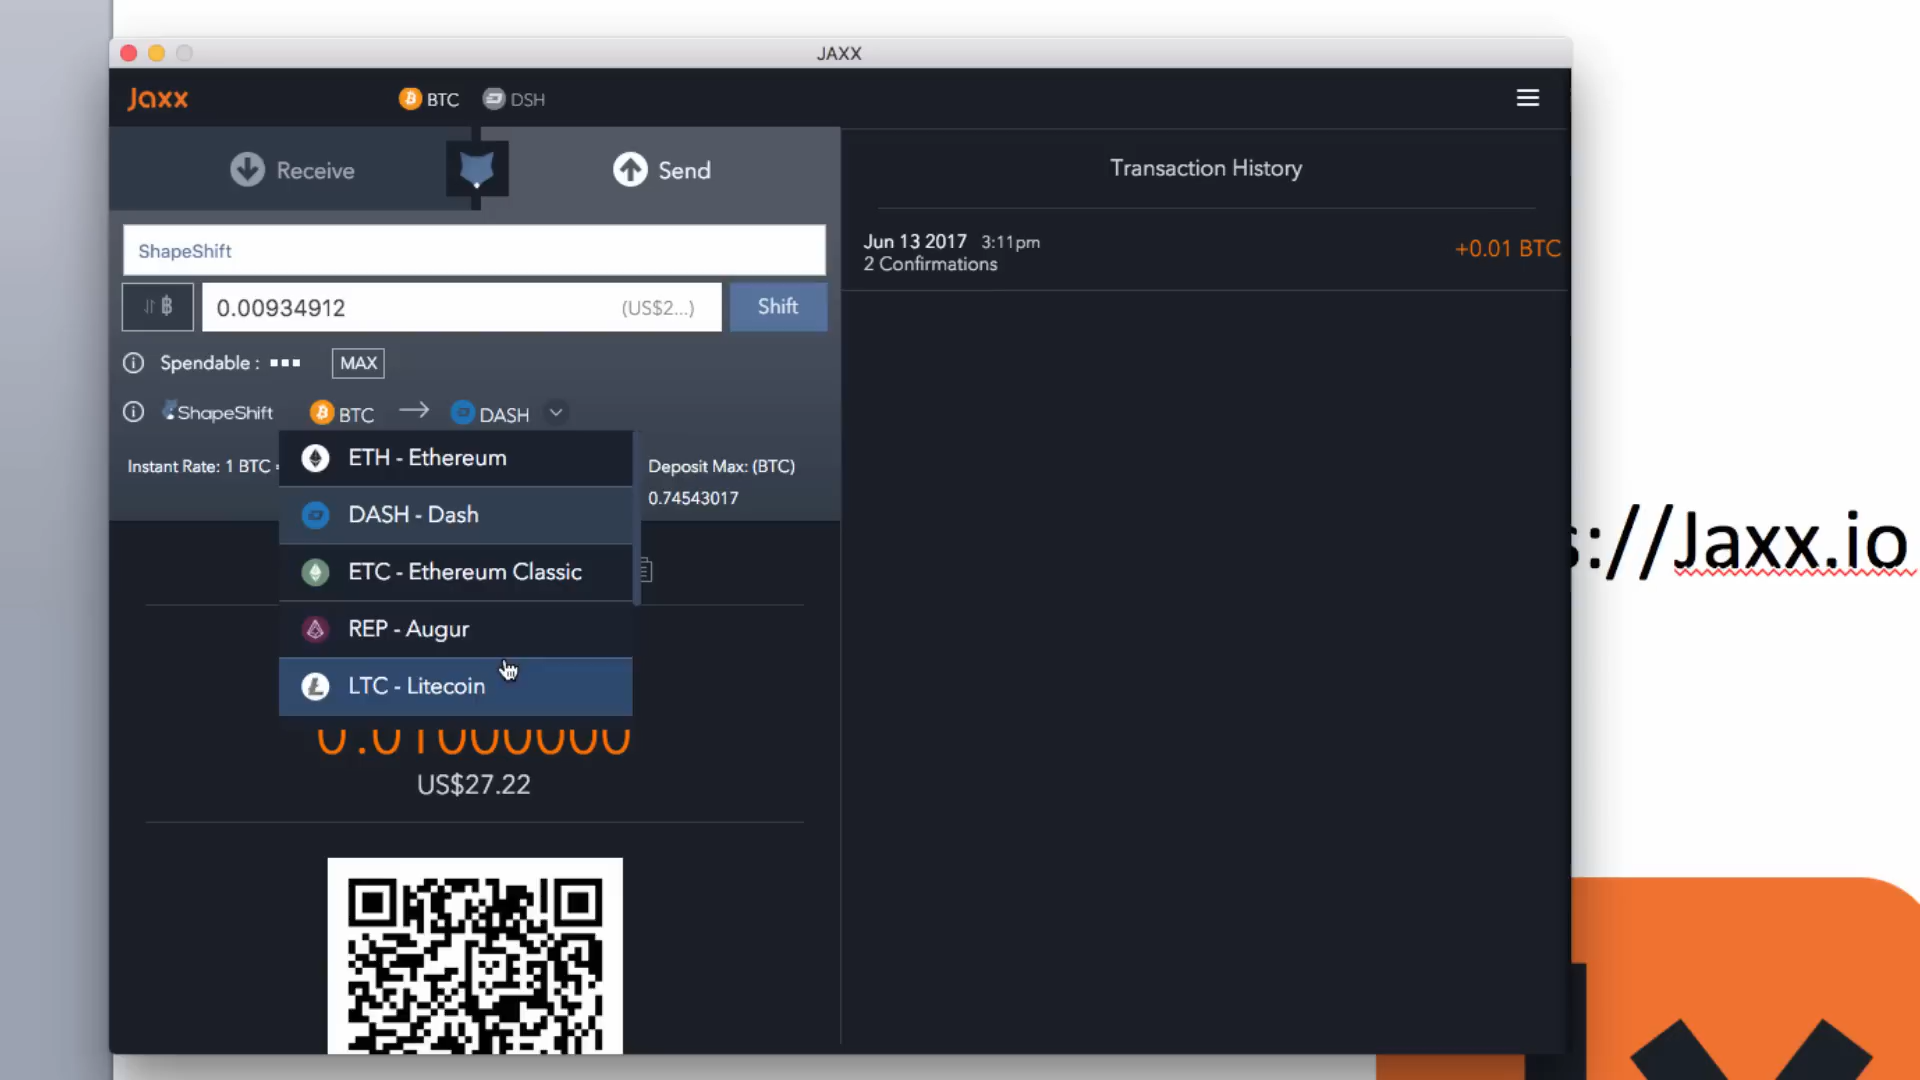 JAXX
Jaxx
BTC
DSH
Receive
Send
ShapeShift
0.00934912
(US$2...)
Shift
Spendable :
MAX
ShapeShift
BTC
DASH
Instant Rate: 1 BTC
Deposit Max: (BTC)
0.74543017
ETH - Ethereum
DASH - Dash
ETC - Ethereum Classic
REP - Augur
LTC - Litecoin
0.01000000
US$27.22
Transaction History
Jun 13 2017 3:11pm
2 Confirmations
+0.01 BTC
s://Jaxx.io